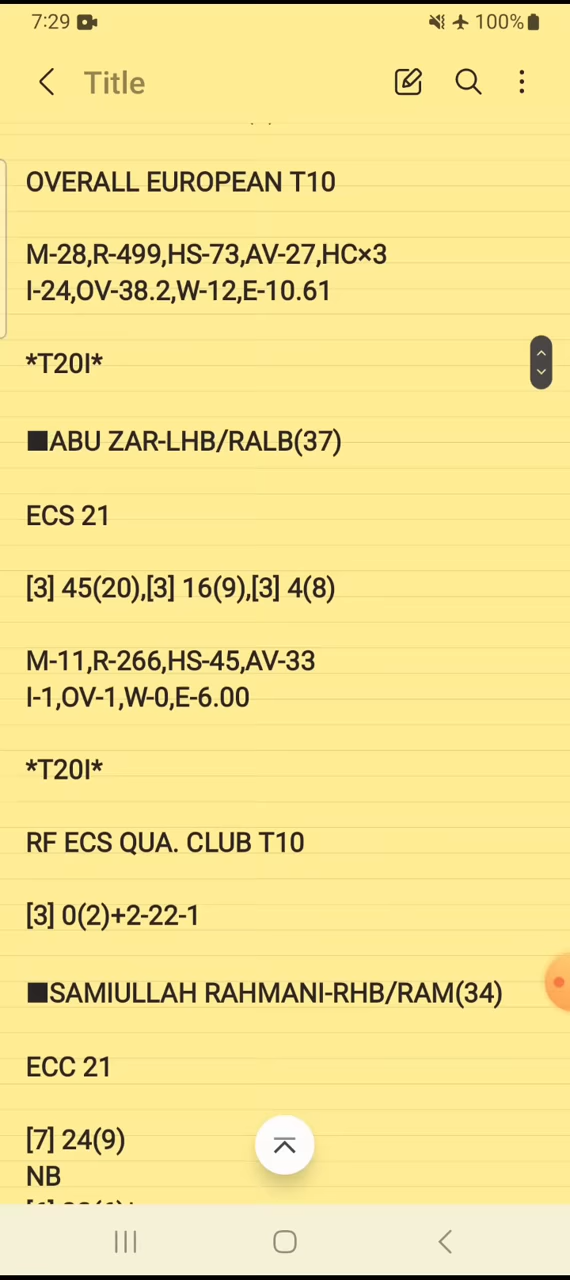 7:29 100%
Title
OVERALL EUROPEAN T10
M-28,R-499,HS-73,AV-27,HC×3
I-24,OV-38.2,W-12,E-10.61
*T20I*
■ABU ZAR-LHB/RALB(37)
ECS 21
[3] 45(20),[3] 16(9),[3] 4(8)
M-11,R-266,HS-45,AV-33
I-1,OV-1,W-0,E-6.00
*T20I*
RF ECS QUA. CLUB T10
[3] 0(2)+2-22-1
■SAMIULLAH RAHMANI-RHB/RAM(34)
ECC 21
[7] 24(9)
NB